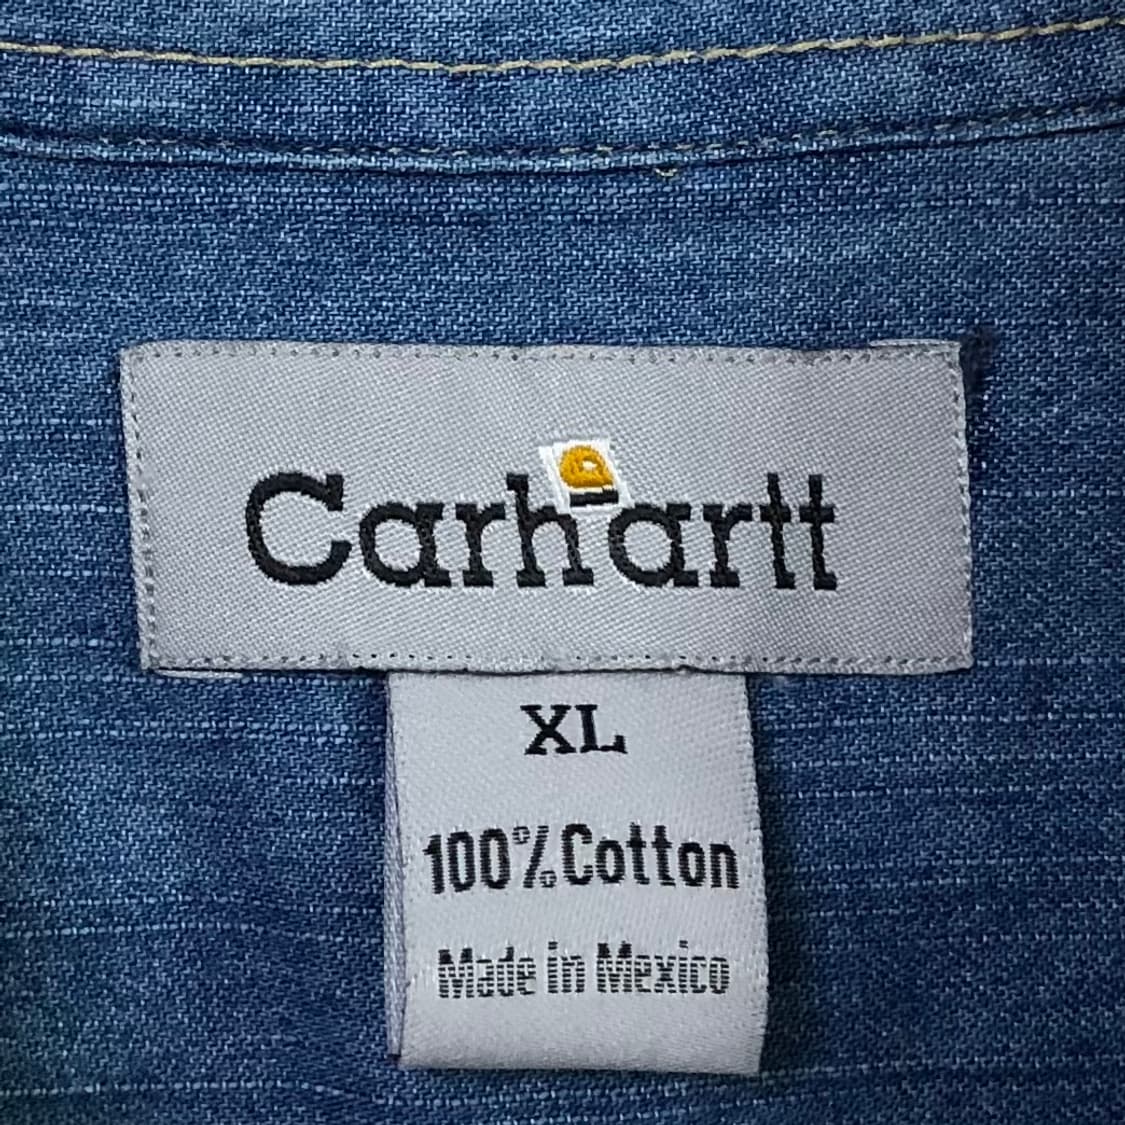 Carhartt
XL
100% Cotton
Made in Mexico